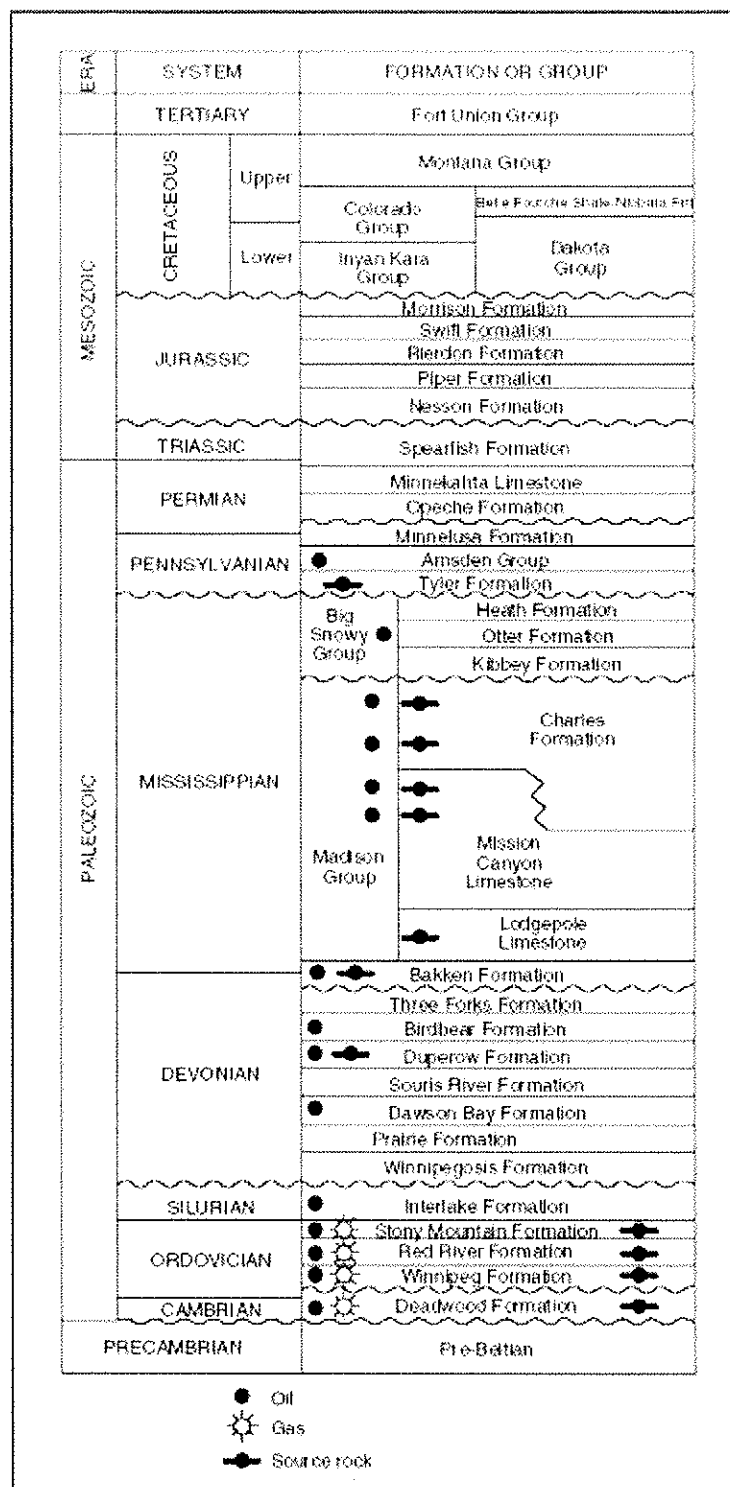 ERA SYSTEM FORMATION OR GROUP
TERTIARY Fort Union Group
MESOZOIC
CRETACEOUS
Upper
Lower
Montana Group
Colorado
Group
Belle Fourche Shale-Niobrara Fm
Inyan Kara
Group
Dakota
Group
JURASSIC
Morrison Formation
Swift Formation
Rierdon Formation
Piper Formation
Nesson Formation
TRIASSIC Spearfish Formation
PALEOZOIC
PERMIAN
Minnekahta Limestone
Opeche Formation
Minnelusa Formation
PENNSYLVANIAN
Amsden Group
Tyler Formation
MISSISSIPPIAN
Big
Snowy
Group
Heath Formation
Otter Formation
Kibbey Formation
Madison
Group
Charles
Formation
Mission
Canyon
Limestone
Lodgepole
Limestone
Bakken Formation
DEVONIAN
Three Forks Formation
Birdbear Formation
Duperow Formation
Souris River Formation
Dawson Bay Formation
Prairie Formation
Winnipegosis Formation
SILURIAN Interlake Formation
ORDOVICIAN
Stony Mountain Formation
Red River Formation
Winnipeg Formation
CAMBRIAN Deadwood Formation
PRECAMBRIAN Pre-Beltian
Oil
Gas
Source rock